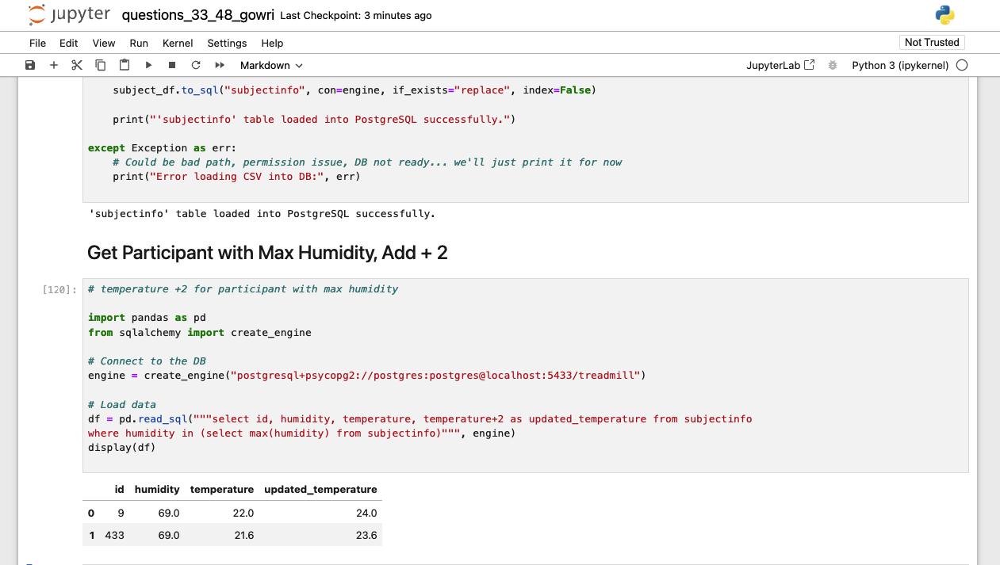 jupyter questions_33_48_gowri Last Checkpoint: 3 minutes ago
File Edit View Run Kernel Settings Help Not Trusted
Markdown JupyterLab Python 3 (ipykernel)
subject_df.to_sql("subjectinfo", con=engine, if_exists="replace", index=False)
print("'subjectinfo' table loaded into PostgreSQL successfully.")
except Exception as err:
# Could be bad path, permission issue, DB not ready... we'll just print it for now
print("Error loading CSV into DB:", err)
'subjectinfo' table loaded into PostgreSQL successfully.
Get Participant with Max Humidity, Add + 2
[120]:
# temperature +2 for participant with max humidity
import pandas as pd
from sqlalchemy import create_engine
# Connect to the DB
engine = create_engine("postgresql+psycopg2://postgres:postgres@localhost:5433/treadmill")
# Load data
df = pd.read_sql("""select id, humidity, temperature, temperature+2 as updated_temperature from subjectinfo
where humidity in (select max(humidity) from subjectinfo)""", engine)
display(df)
id humidity temperature updated_temperature
0 9 69.0 22.0 24.0
1 433 69.0 21.6 23.6